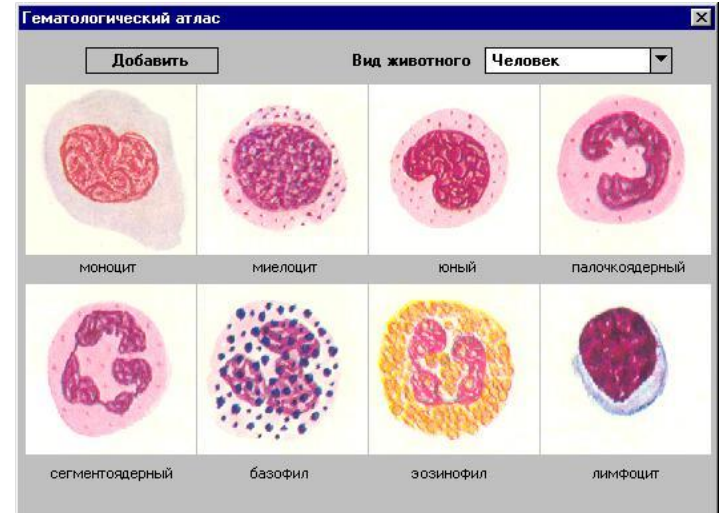 Гематологический атлас
Добавить Вид животного Человек
моноцит миелоцит юный палочкоядерный
сегментоядерный базофил эозинофил лимфоцит